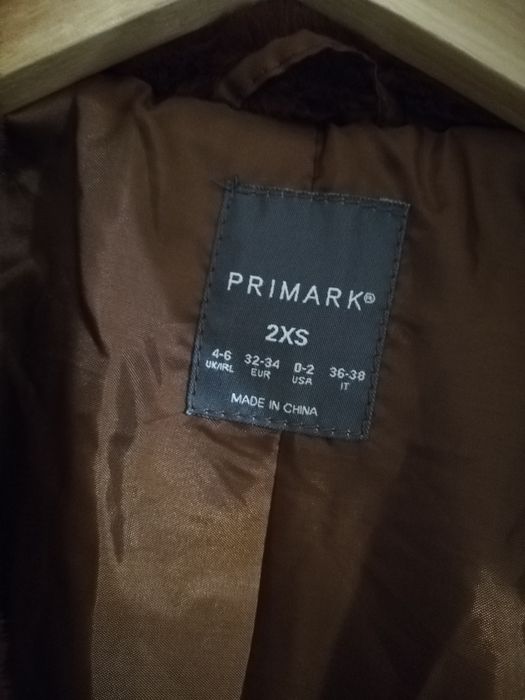 PRIMARK®
2XS
4-6 32-34 0-2 36-38
UK/IRL EUR USA IT
MADE IN CHINA